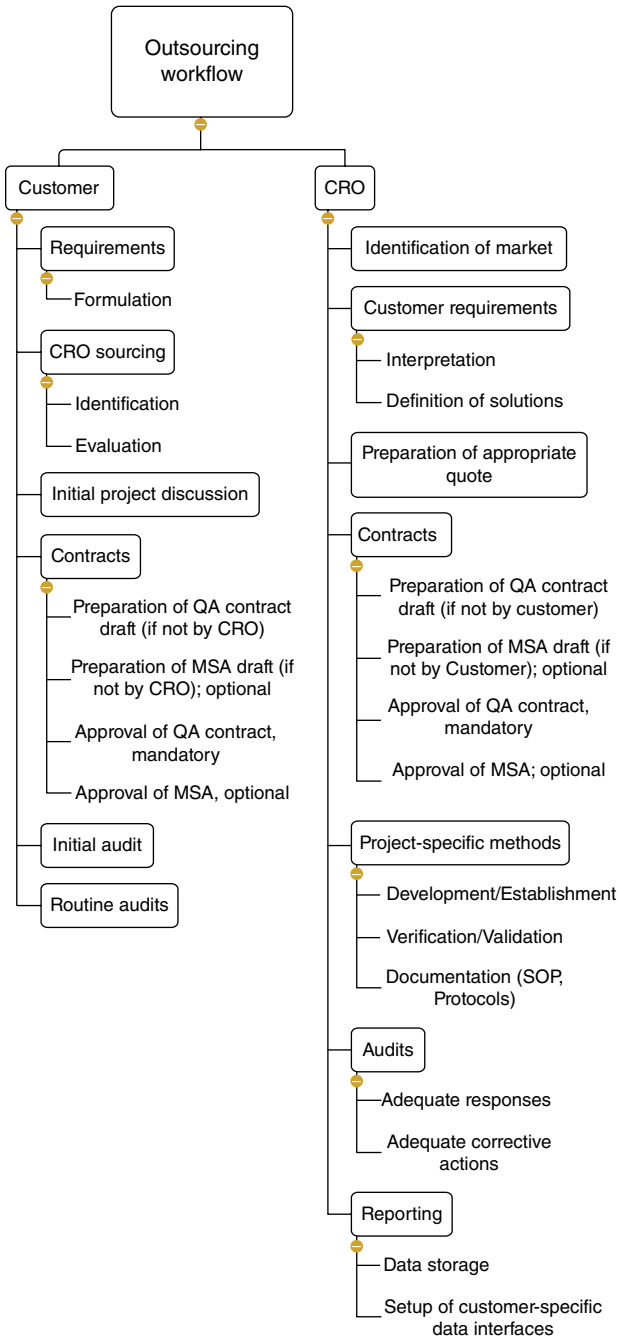 Outsourcing
workflow
Customer
Requirements
Formulation
CRO sourcing
Identification
Evaluation
Initial project discussion
Contracts
Preparation of QA contract
draft (if not by CRO)
Preparation of MSA draft (if
not by CRO); optional
Approval of QA contract,
mandatory
Approval of MSA, optional
Initial audit
Routine audits
CRO
Identification of market
Customer requirements
Interpretation
Definition of solutions
Preparation of appropriate
quote
Contracts
Preparation of QA contract
draft (if not by customer)
Preparation of MSA draft (if
not by Customer); optional
Approval of QA contract,
mandatory
Approval of MSA; optional
Project-specific methods
Development/Establishment
Verification/Validation
Documentation (SOP,
Protocols)
Audits
Adequate responses
Adequate corrective
actions
Reporting
Data storage
Setup of customer-specific
data interfaces